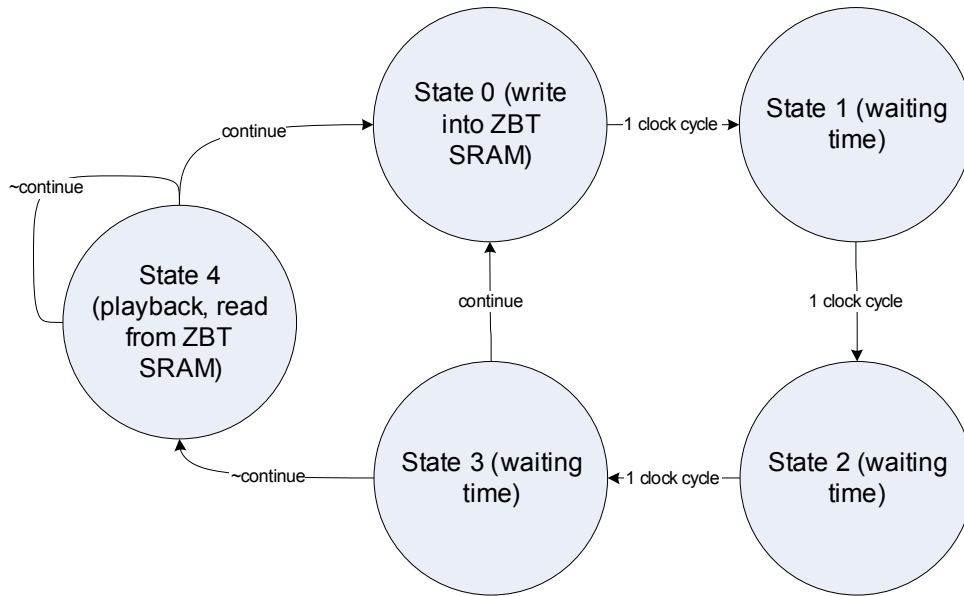 State 0 (write
into ZBT
SRAM)
1 clock cycle
State 1 (waiting
time)
continue
~continue
State 4
(playback, read
from ZBT
SRAM)
continue
1 clock cycle
State 3 (waiting
time)
~continue
1 clock cycle
State 2 (waiting
time)